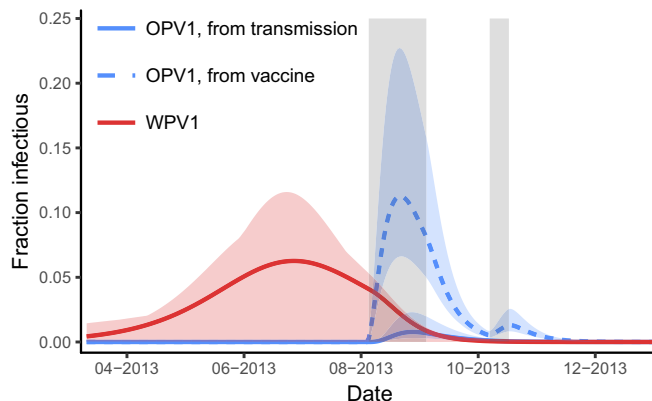 Fraction infectious
0.25
0.20
0.15
0.10
0.05
0.00
OPV1, from transmission
OPV1, from vaccine
WPV1
04−2013 06−2013 08−2013 10−2013 12−2013
Date